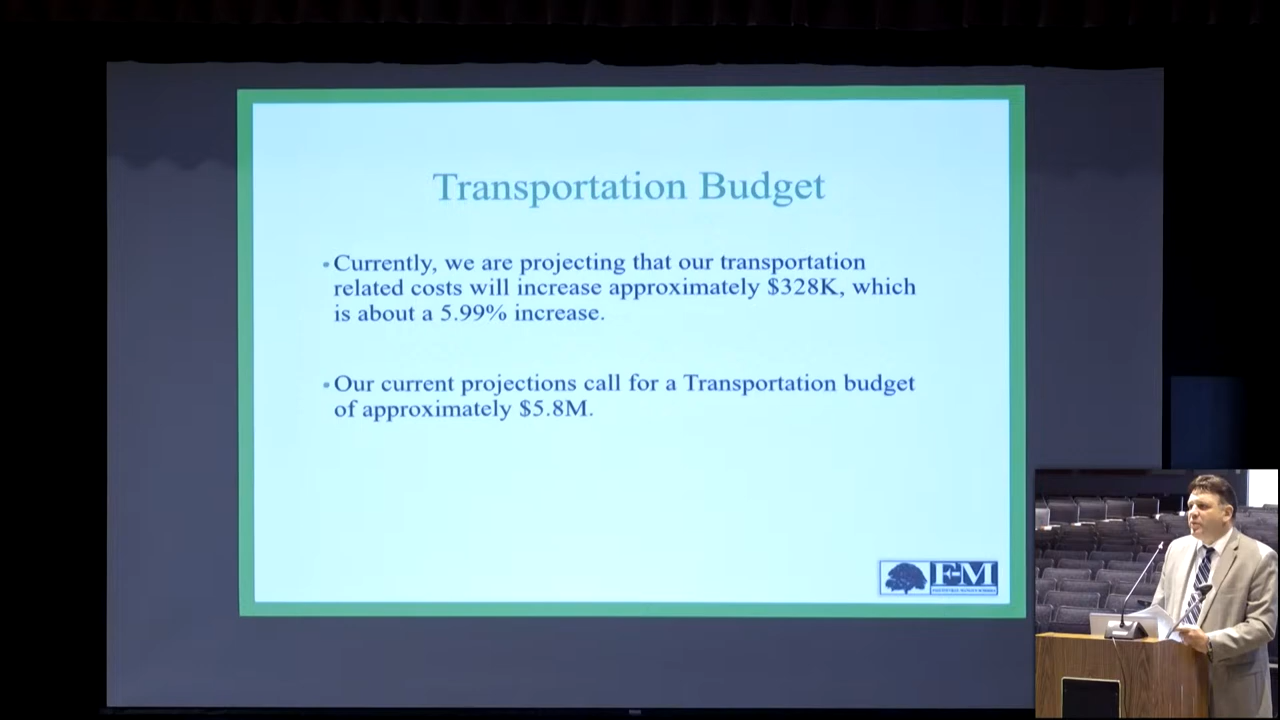 Transportation Budget
•Currently, we are projecting that our transportation
related costs will increase approximately $328K, which
is about a 5.99% increase.
•Our current projections call for a Transportation budget
of approximately $5.8M.
F-M